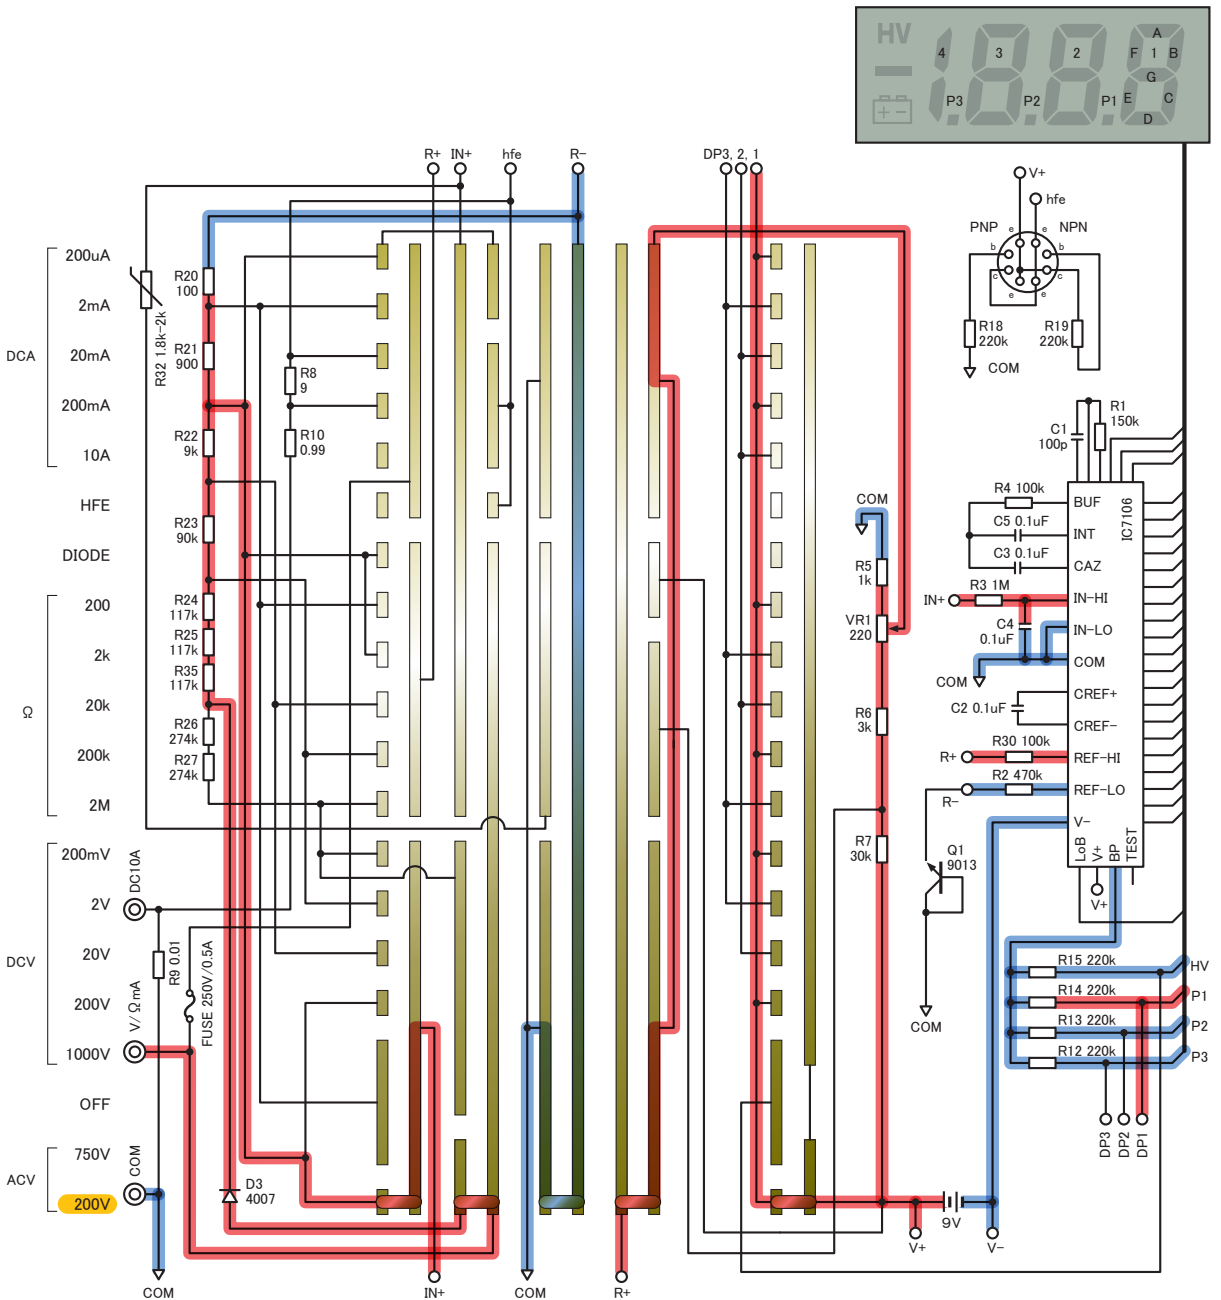 HV
4
3
2
1
A
B
C
D
E
F
G
P3
P2
P1
+ -
R+
IN+
hfe
R-
DP3, 2, 1
V+
hfe
PNP
NPN
e
e
b
b
c
c
e
e
R18
220k
R19
220k
COM
DCA
200uA
2mA
20mA
200mA
10A
HFE
DIODE
Ω
200
2k
20k
200k
2M
DCV
200mV
2V
20V
200V
1000V
OFF
ACV
750V
200V
R20
100
R21
900
R22
9k
R23
90k
R24
117k
R25
117k
R35
117k
R26
274k
R27
274k
R32 1.8k-2k
R8
9
R10
0.99
DC10A
R9 0.01
V/ΩmA
FUSE 250V/0.5A
COM
D3
4007
COM
IN+
COM
R+
COM
R5
1k
VR1
220
R6
3k
R7
30k
V+
9V
V-
C1
100p
R1
150k
IC7106
R4 100k
BUF
C5 0.1uF
INT
C3 0.1uF
CAZ
IN+
R3 1M
IN-HI
C4
0.1uF
IN-LO
COM
COM
CREF+
C2 0.1uF
CREF-
R30 100k
R+
REF-HI
R2 470k
R-
REF-LO
V-
LoB
V+
BP
TEST
V+
Q1
9013
COM
R15 220k
HV
R14 220k
P1
R13 220k
P2
R12 220k
P3
DP3
DP2
DP1